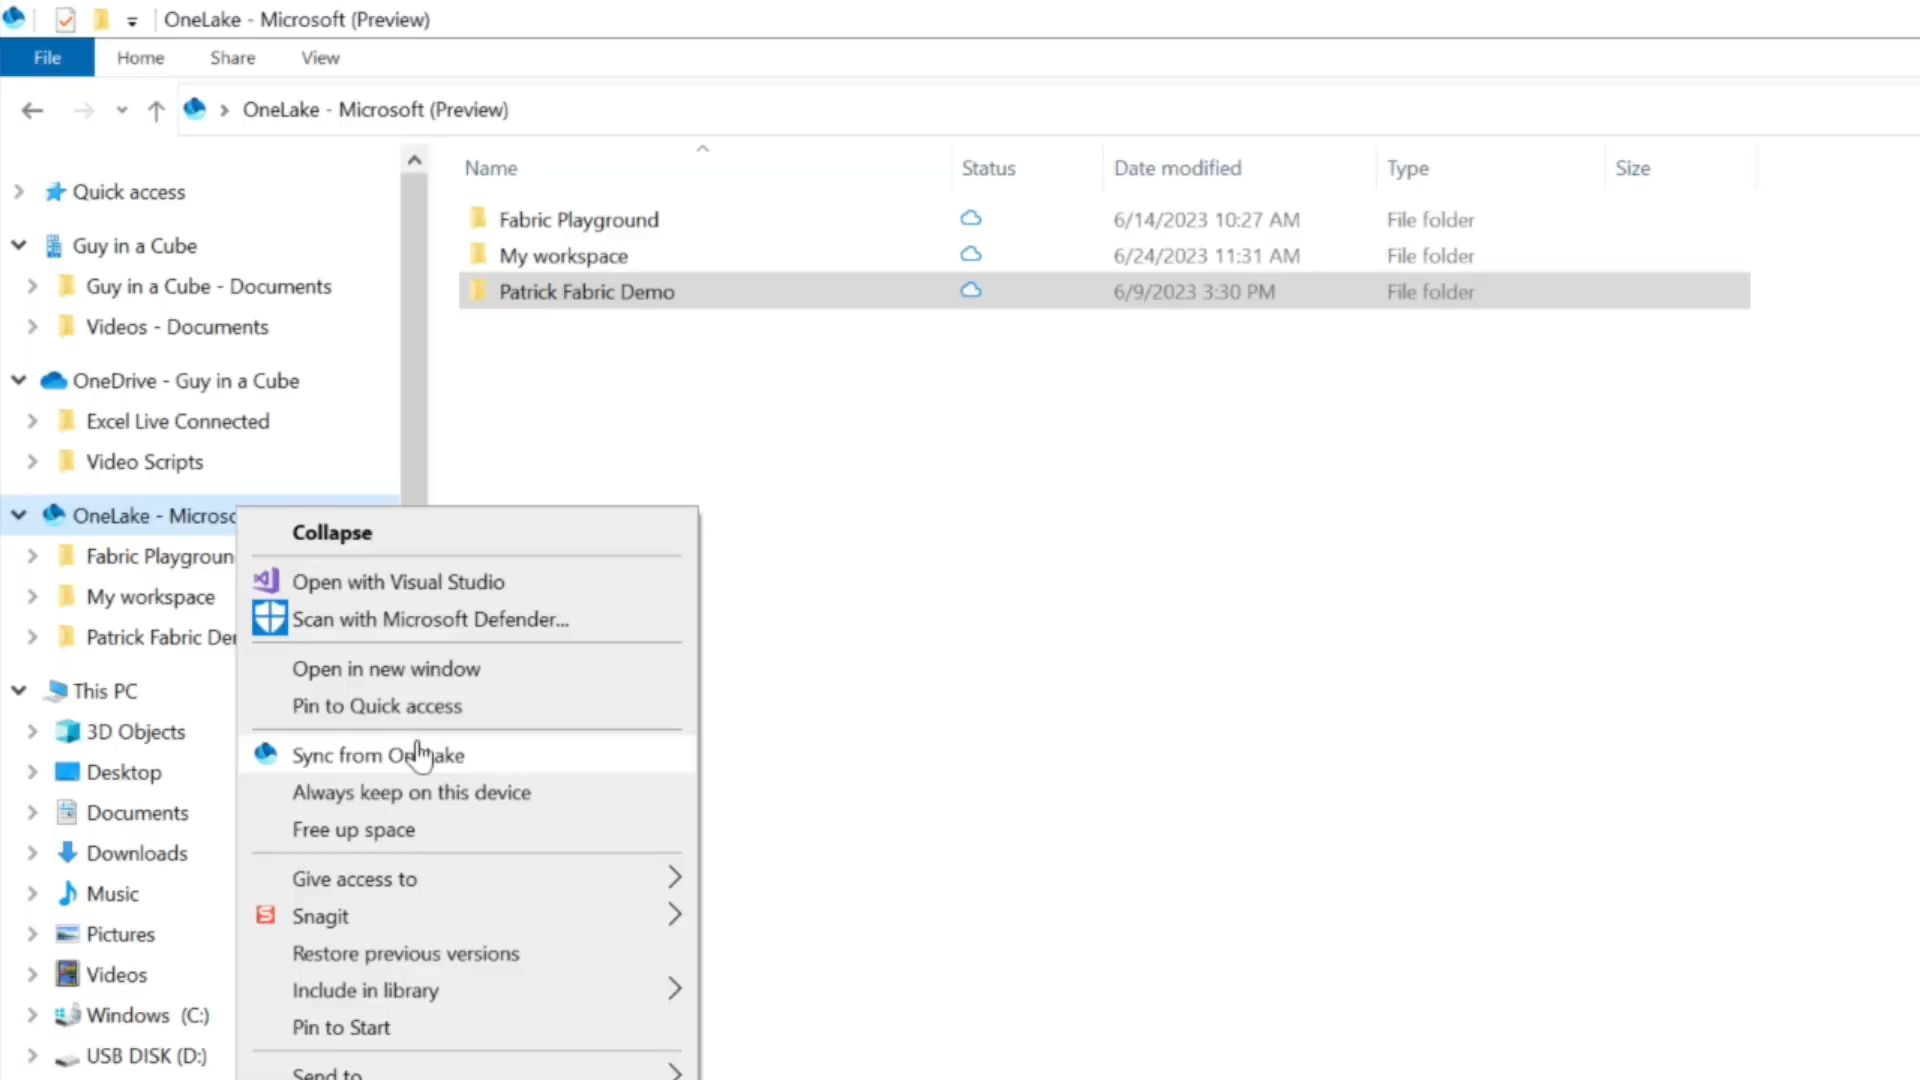 OneLake - Microsoft (Preview)
File Home Share View
OneLake - Microsoft (Preview)
Name Status Date modified Type Size
Fabric Playground 6/14/2023 10:27 AM File folder
My workspace 6/24/2023 11:31 AM File folder
Patrick Fabric Demo 6/9/2023 3:30 PM File folder
Quick access
Guy in a Cube
Guy in a Cube - Documents
Videos - Documents
OneDrive - Guy in a Cube
Excel Live Connected
Video Scripts
OneLake - Microso
Fabric Playgroun
My workspace
Patrick Fabric De
This PC
3D Objects
Desktop
Documents
Downloads
Music
Pictures
Videos
Windows (C:)
USB DISK (D:)
Collapse
Open with Visual Studio
Scan with Microsoft Defender...
Open in new window
Pin to Quick access
Sync from OneLake
Always keep on this device
Free up space
Give access to
Snagit
Restore previous versions
Include in library
Pin to Start
Send to